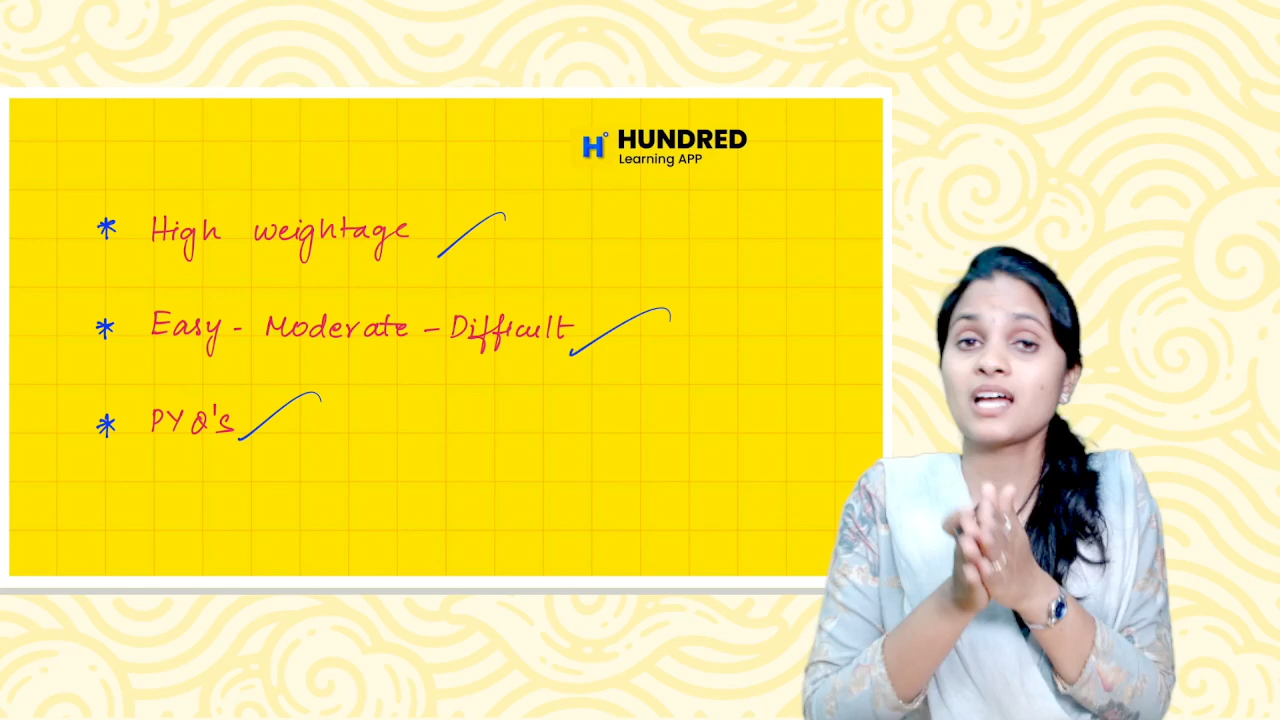 H° HUNDRED
Learning APP
* High weightage
* Easy - Moderate - Difficult
* PYQ's